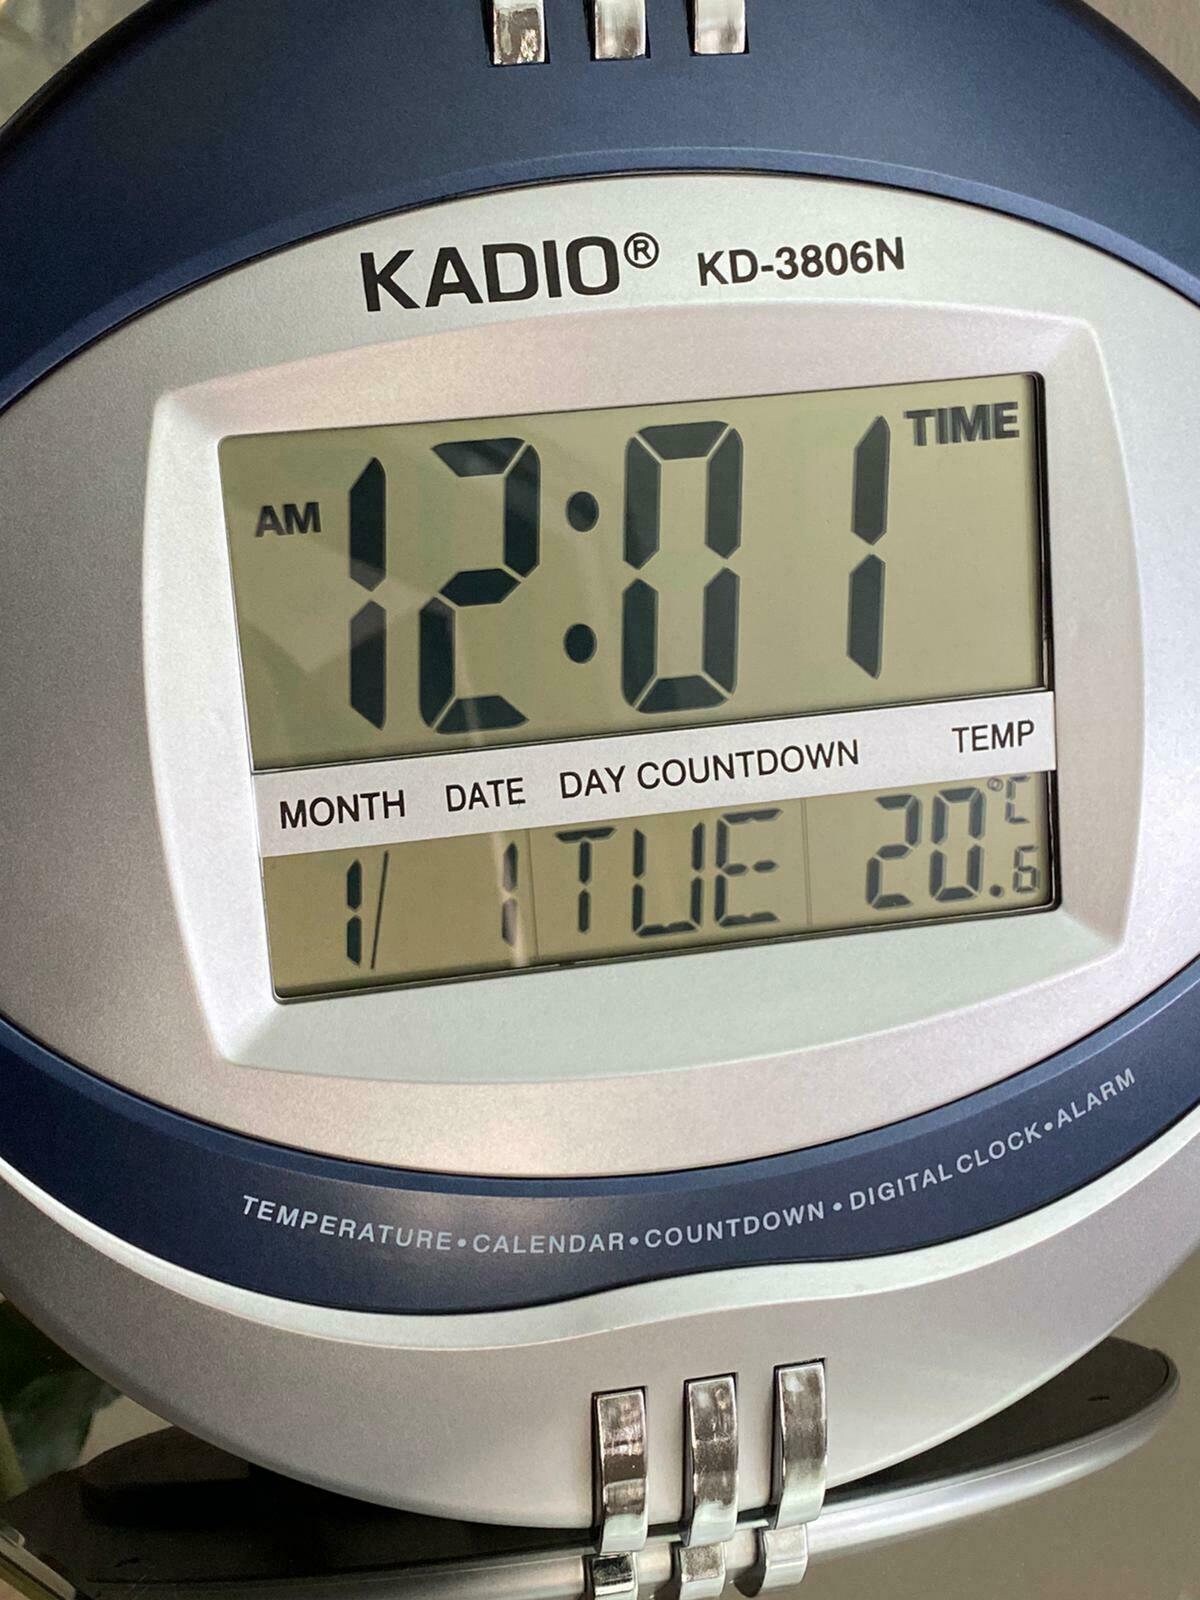 KADIO® KD-3806N
TIME
AM 12:01
MONTH DATE DAY COUNTDOWN TEMP
1/ 1 TUE 20.6 °C
TEMPERATURE•CALENDAR•COUNTDOWN•DIGITAL CLOCK•ALARM